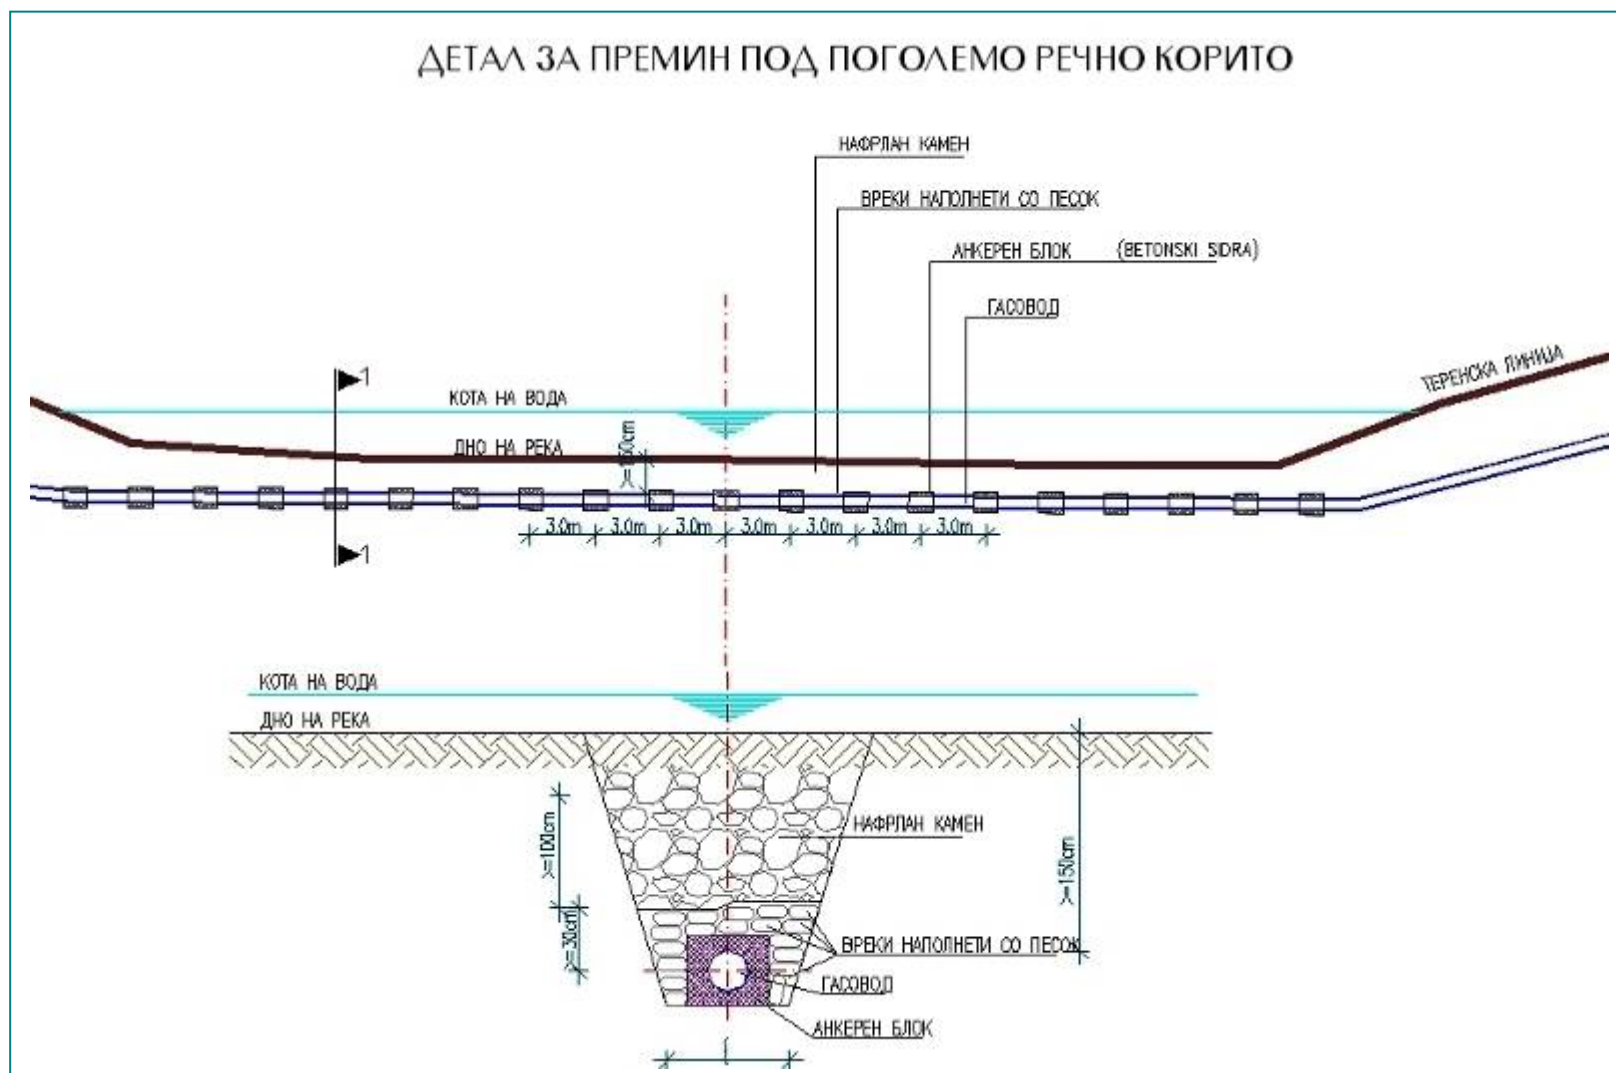 ДЕТАЛ ЗА ПРЕМИН ПОД ПОГОЛЕМО РЕЧНО КОРИТО
НАФРЛАН КАМЕН
ВРЕКИ НАПОЛНЕТИ СО ПЕСОК
АНКЕРЕН БЛОК (BETONSKI SIDRA)
ГАСОВОД
ТЕРЕНСКА ЛИНИЦА
1
КОТА НА ВОДА
ДНО НА РЕКА
3.0m 3.0m 3.0m 3.0m 3.0m 3.0m 3.0m
1
КОТА НА ВОДА
ДНО НА РЕКА
>=100cm
НАФРЛАН КАМЕН
>=150cm
>=30cm
ВРЕКИ НАПОЛНЕТИ СО ПЕСОК
ГАСОВОД
АНКЕРЕН БЛОК